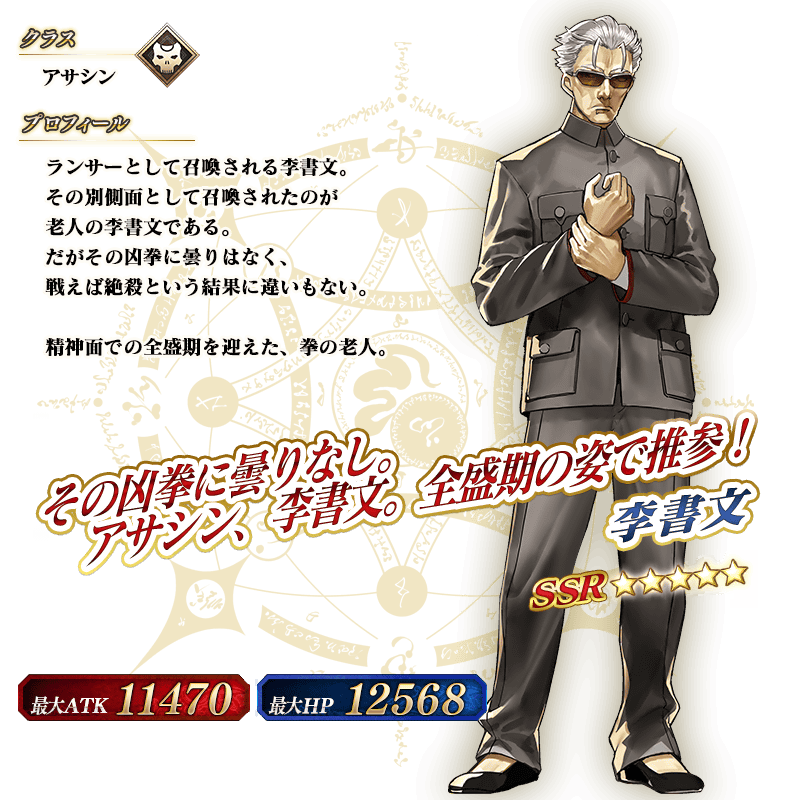 クラス
アサシン
プロフィール
ランサーとして召喚される李書文。
その別側面として召喚されたのが
老人の李書文である。
だがその凶拳に曇りはなく、
戦えば絶殺という結果に違いもない。
精神面での全盛期を迎えた、拳の老人。
その凶拳に曇りなし。全盛期の姿で推参！
アサシン、李書文。
李書文
SSR ★★★★★
最大ATK 11470
最大HP 12568